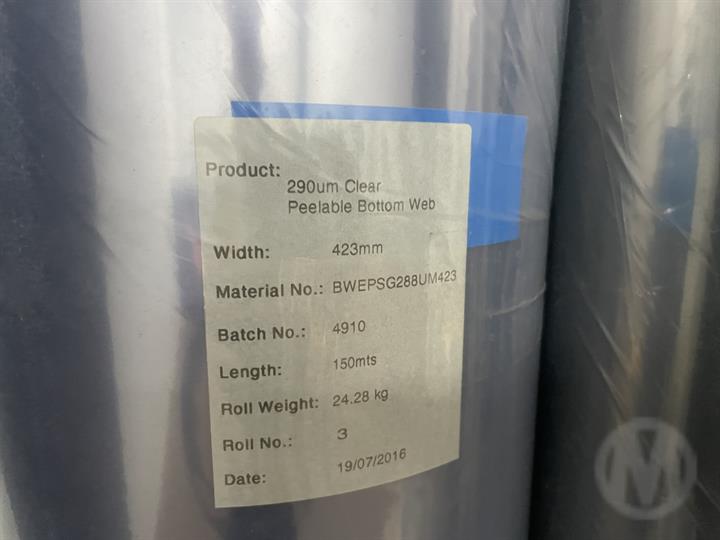 Product:
290um Clear
Peelable Bottom Web
Width: 423mm
Material No.: BWEPSG288UM423
Batch No.: 4910
Length: 150mts
Roll Weight: 24.28 kg
Roll No.: 3
Date: 19/07/2016
M